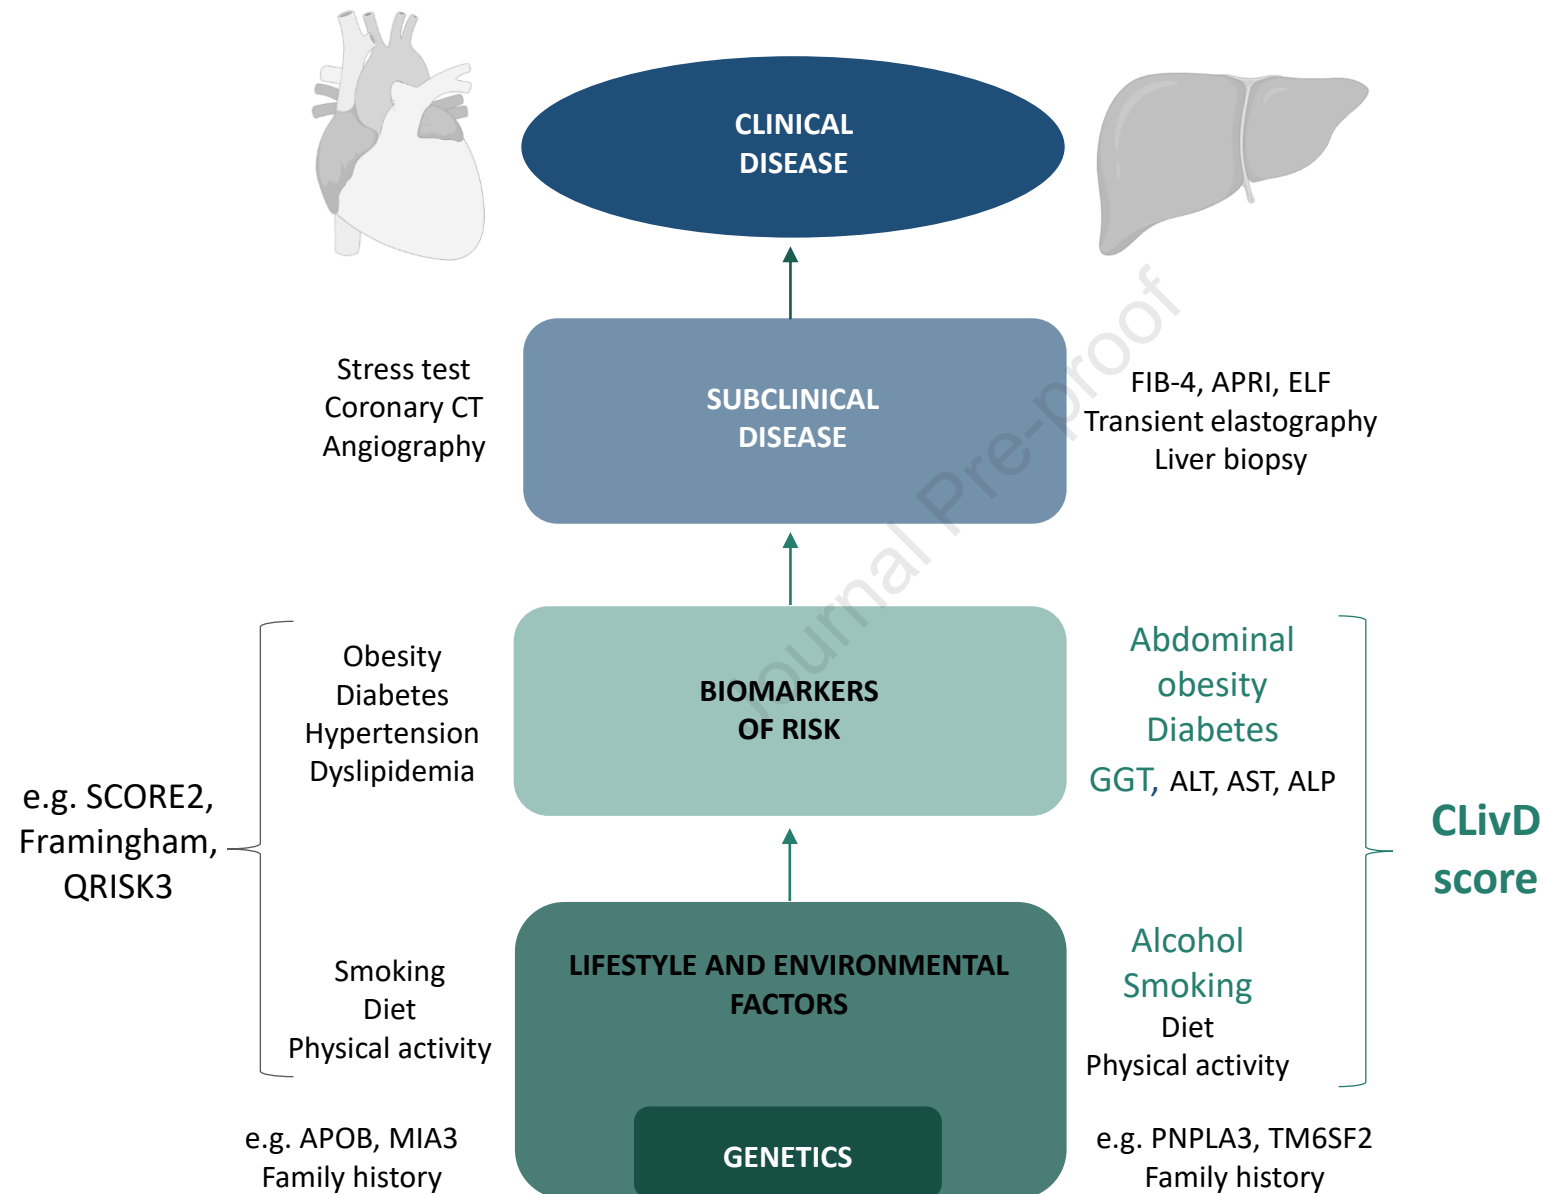 CLINICAL
DISEASE
Stress test
Coronary CT
Angiography
SUBCLINICAL
DISEASE
FIB-4, APRI, ELF
Transient elastography
Liver biopsy
Journal Pre-proof
Obesity
Diabetes
Hypertension
Dyslipidemia
BIOMARKERS
OF RISK
Abdominal
obesity
Diabetes
GGT, ALT, AST, ALP
e.g. SCORE2,
Framingham,
QRISK3
CLivD
score
Smoking
Diet
Physical activity
LIFESTYLE AND ENVIRONMENTAL
FACTORS
Alcohol
Smoking
Diet
Physical activity
e.g. APOB, MIA3
Family history
GENETICS
e.g. PNPLA3, TM6SF2
Family history